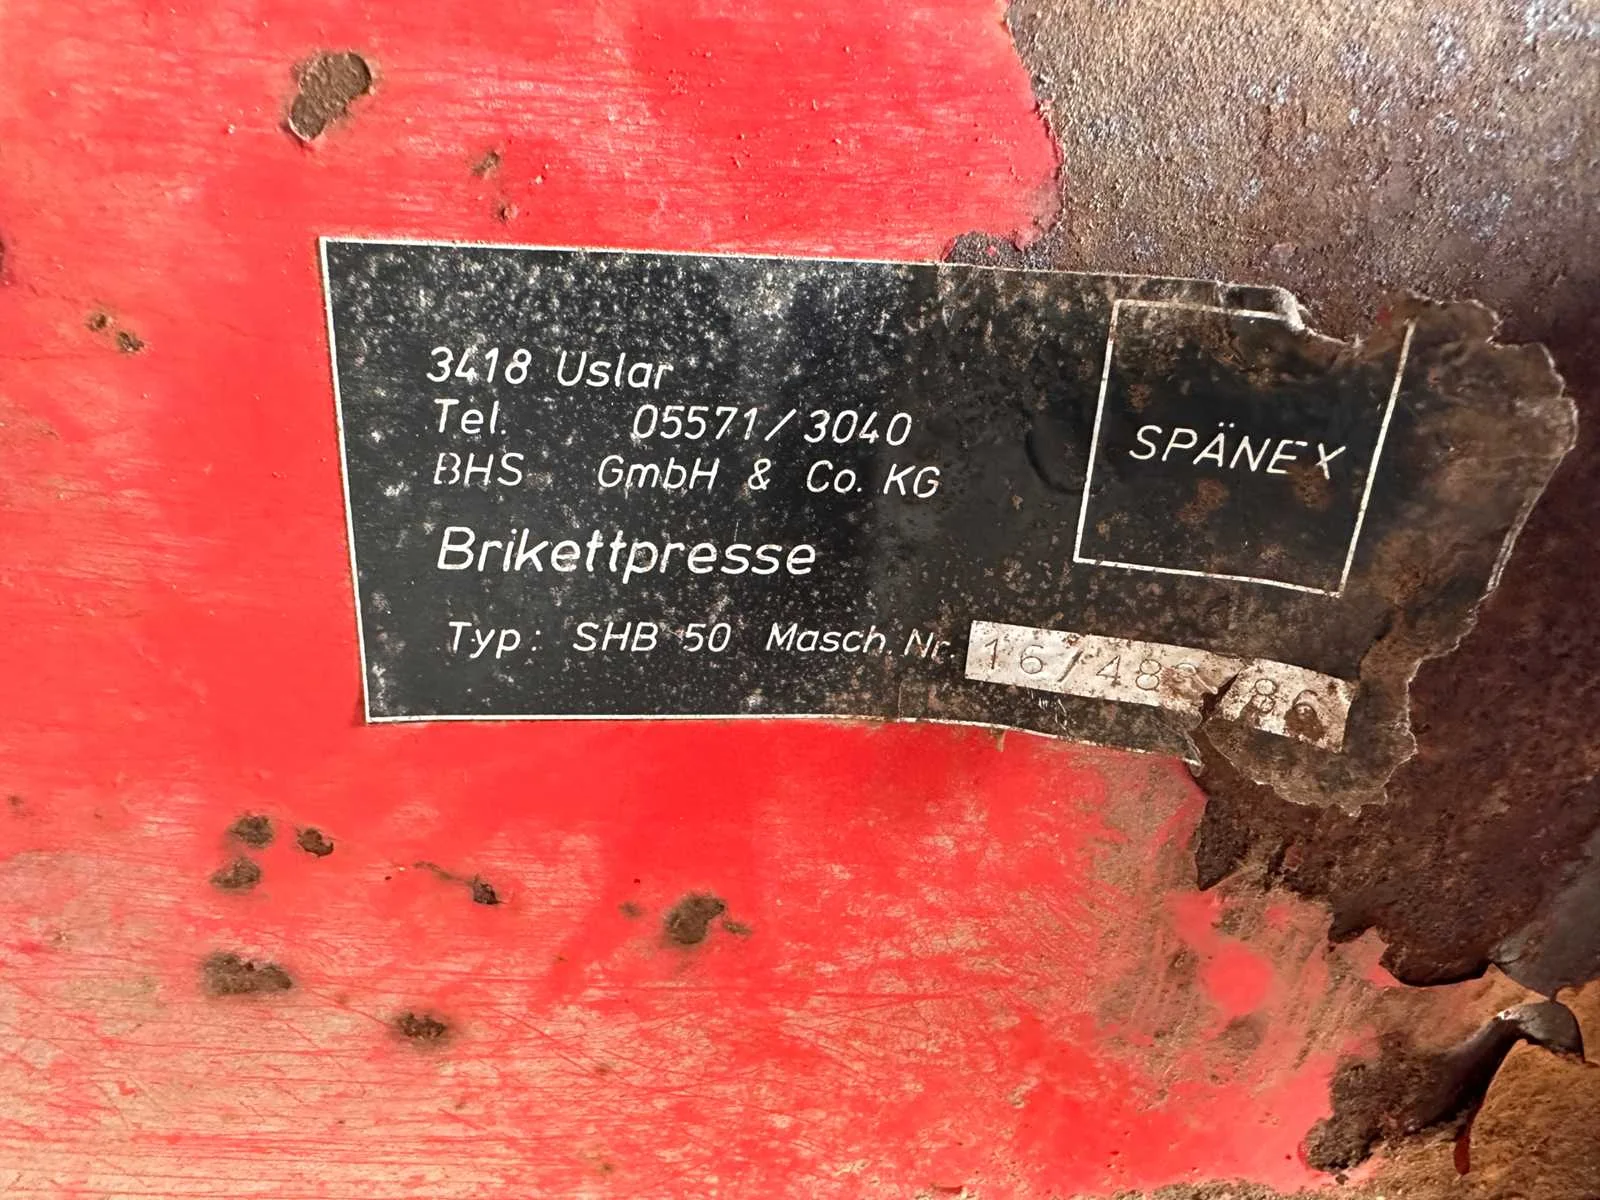 3418 Uslar
Tel. 05571/3040
BHS GmbH & Co. KG
SPÄNEX
Brikettpresse
Typ: SHB 50 Masch. Nr.